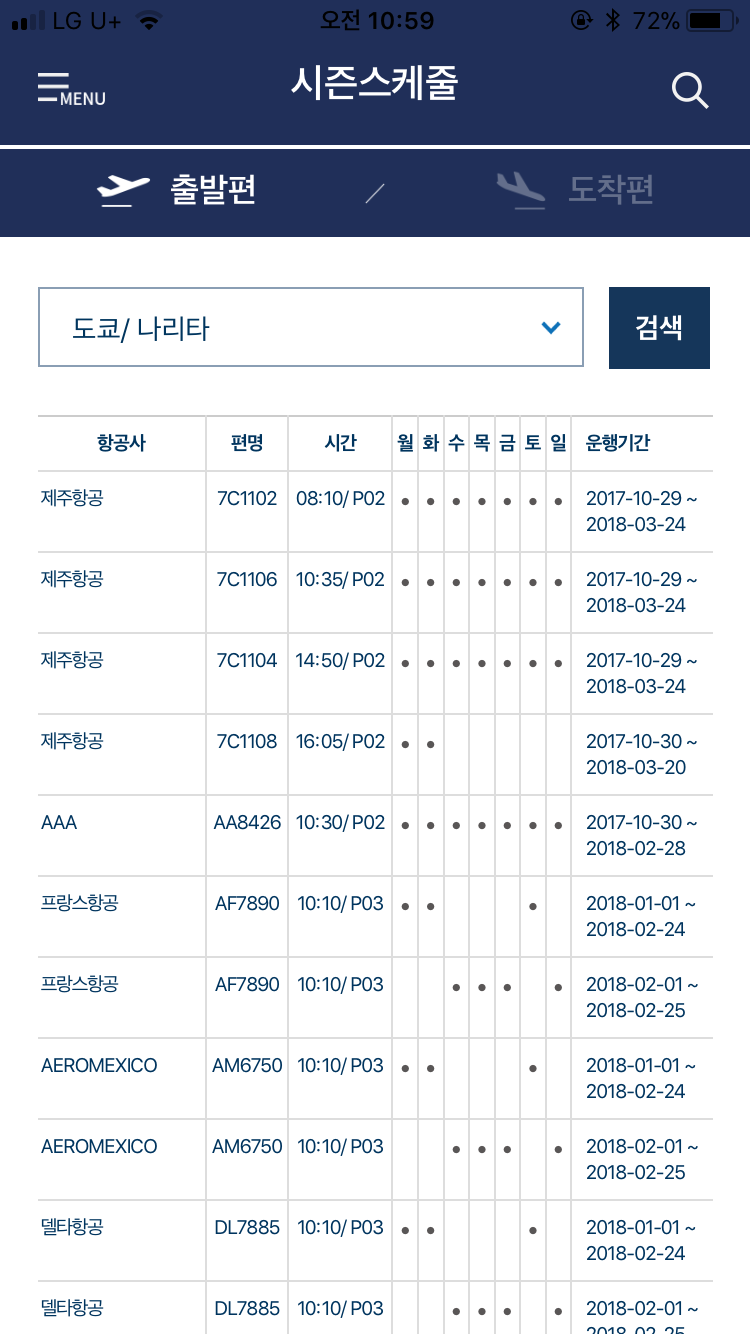 LG U+ 오전 10:59 72%
MENU 시즌스케줄
출발편 / 도착편
도쿄/ 나리타 검색
항공사 편명 시간 월 화 수 목 금 토 일 운행기간
제주항공 7C1102 08:10/ P02 • • • • • • • 2017-10-29 ~
2018-03-24
제주항공 7C1106 10:35/ P02 • • • • • • • 2017-10-29 ~
2018-03-24
제주항공 7C1104 14:50/ P02 • • • • • • • 2017-10-29 ~
2018-03-24
제주항공 7C1108 16:05/ P02 • • 2017-10-30 ~
2018-03-20
AAA AA8426 10:30/ P02 • • • • • • • 2017-10-30 ~
2018-02-28
프랑스항공 AF7890 10:10/ P03 • • • 2018-01-01 ~
2018-02-24
프랑스항공 AF7890 10:10/ P03 • • • • 2018-02-01 ~
2018-02-25
AEROMEXICO AM6750 10:10/ P03 • • • 2018-01-01 ~
2018-02-24
AEROMEXICO AM6750 10:10/ P03 • • • • 2018-02-01 ~
2018-02-25
델타항공 DL7885 10:10/ P03 • • • 2018-01-01 ~
2018-02-24
델타항공 DL7885 10:10/ P03 • • • • 2018-02-01 ~